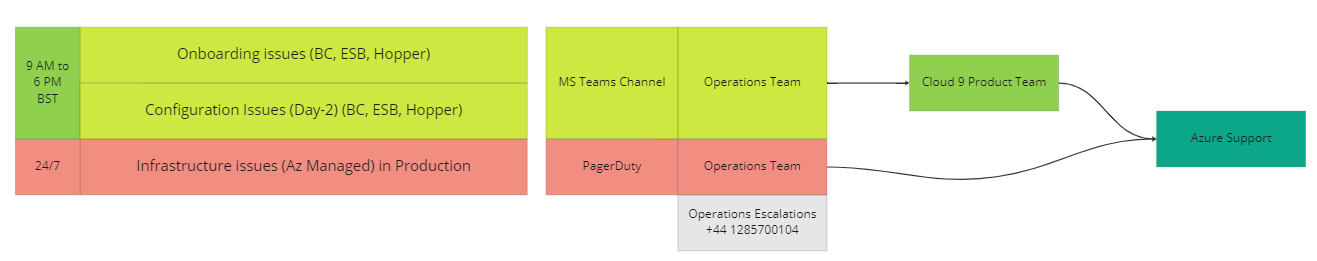 9 AM to
6 PM
BST
Onboarding issues (BC, ESB, Hopper)
Configuration Issues (Day-2) (BC, ESB, Hopper)
MS Teams Channel
Operations Team
Cloud 9 Product Team
Azure Support
24/7
Infrastructure issues (Az Managed) in Production
PagerDuty
Operations Team
Operations Escalations
+44 1285700104